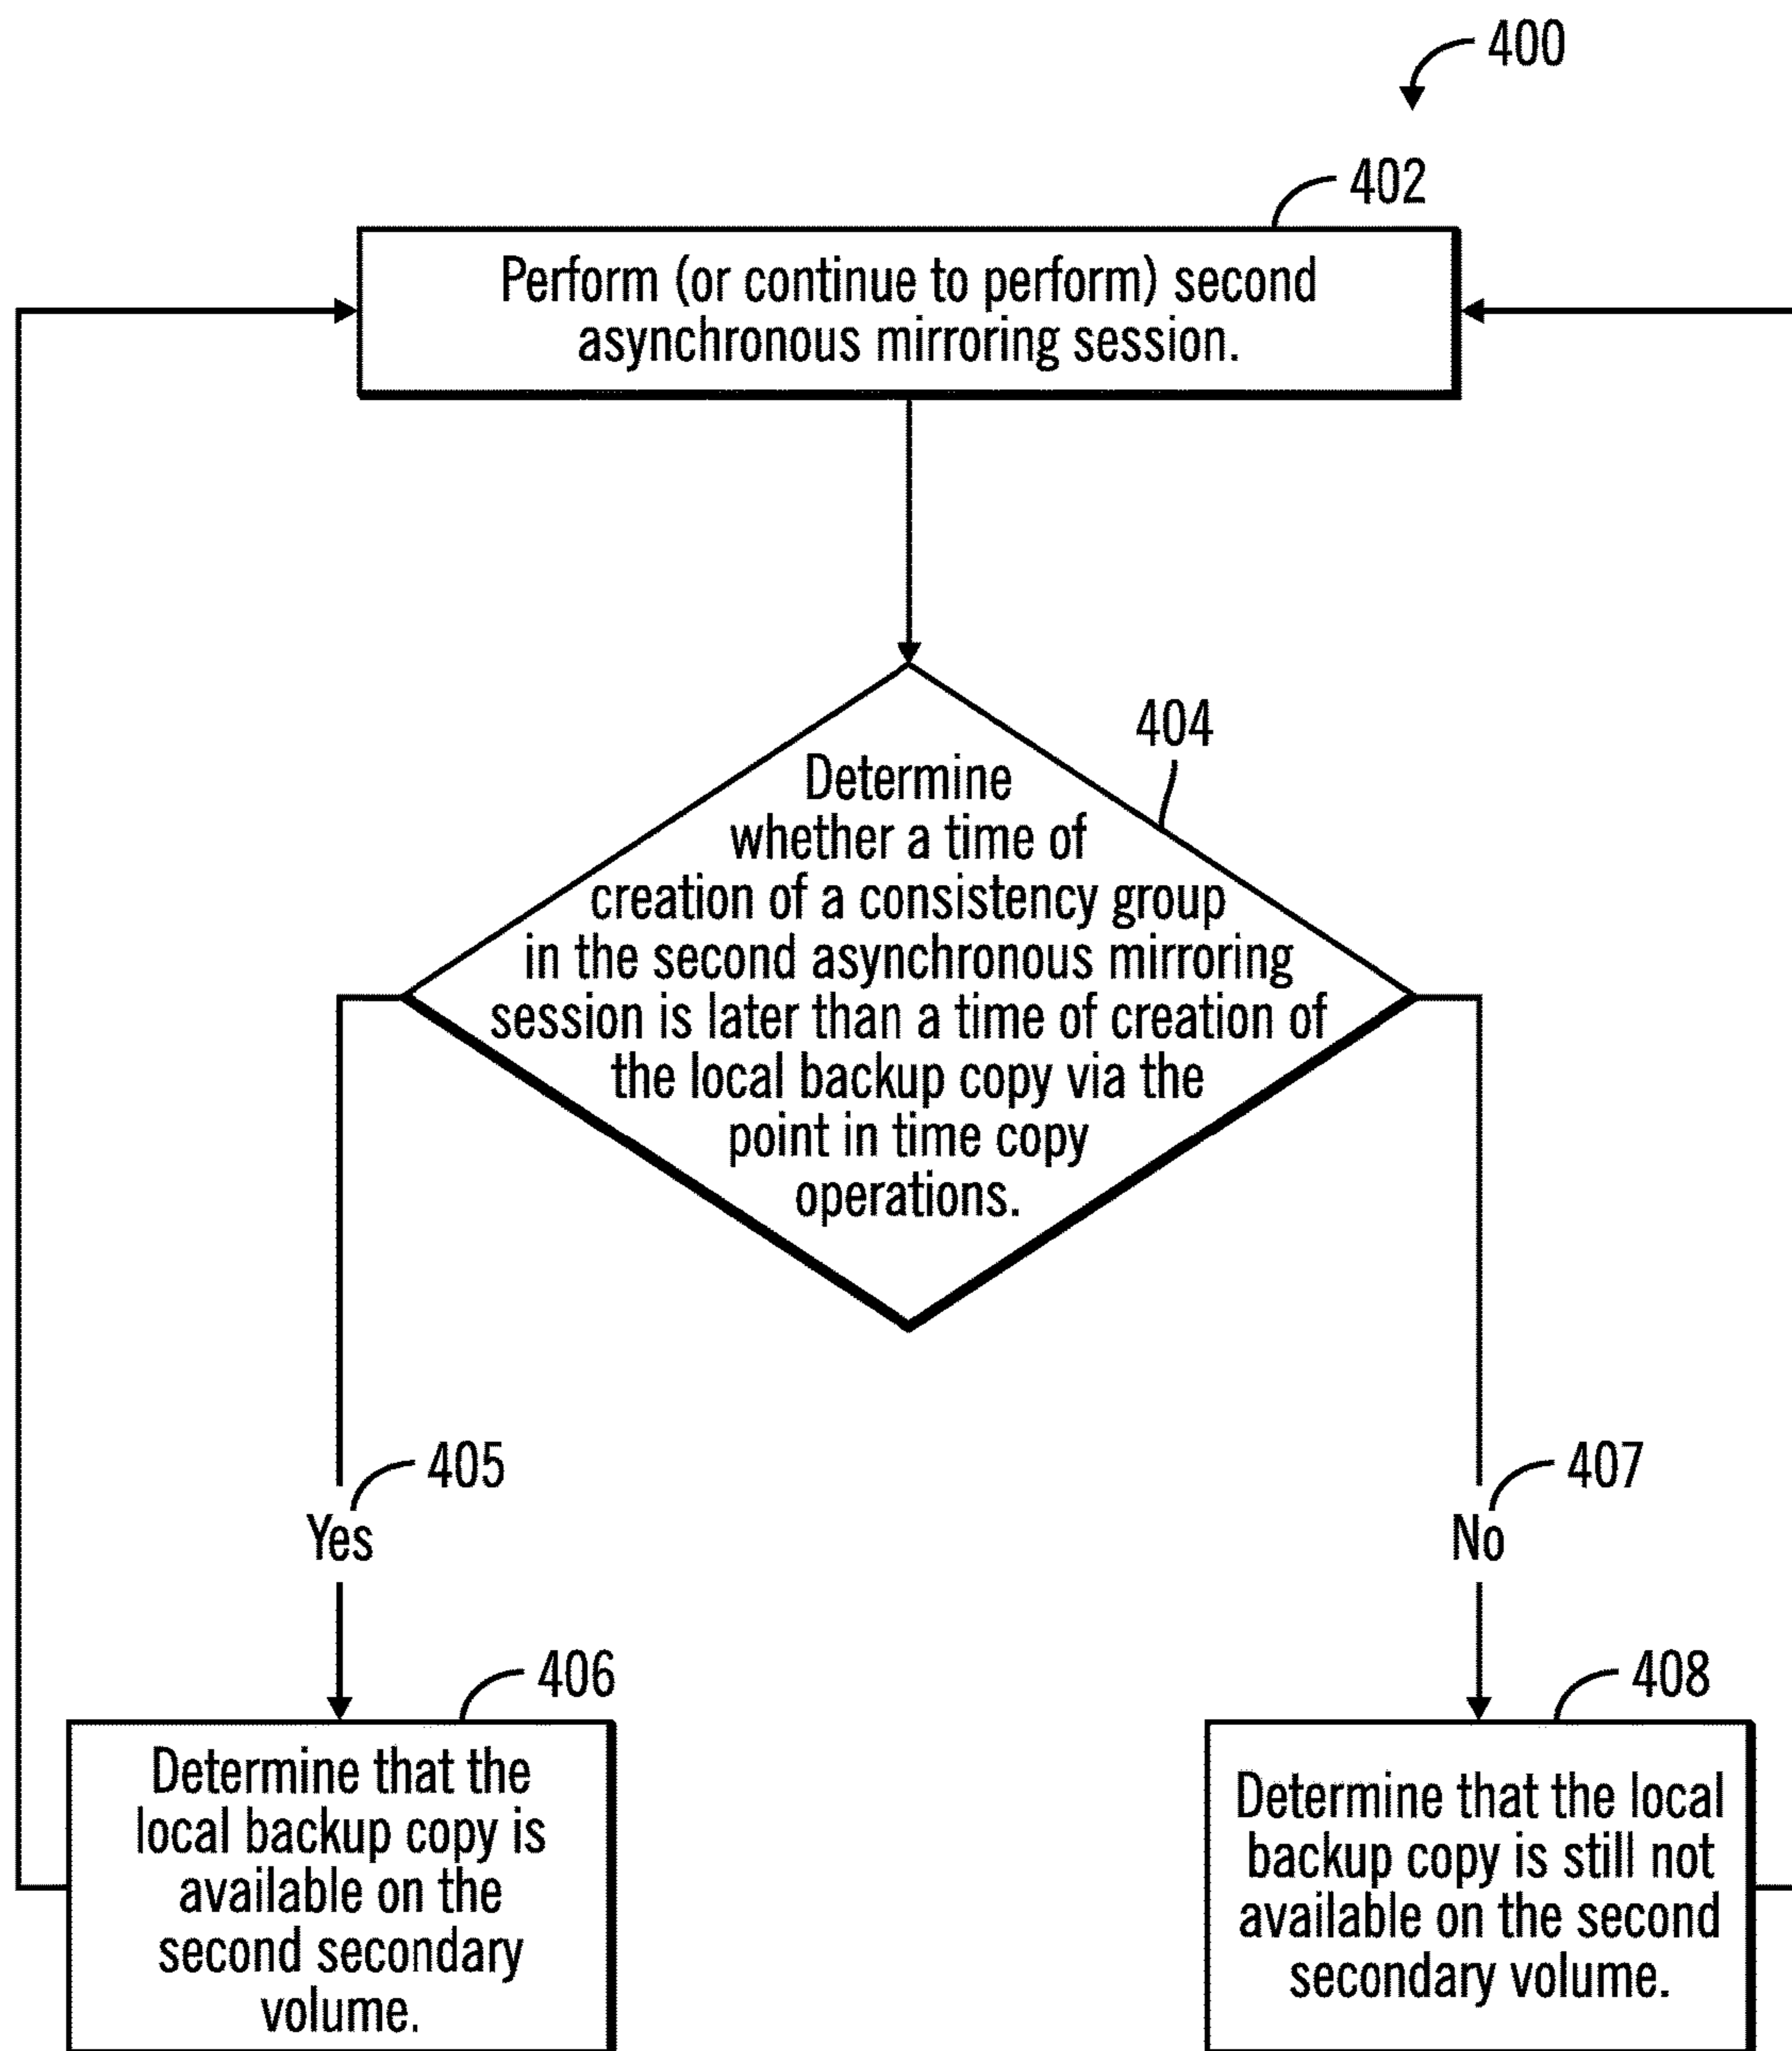 400
402
Perform (or continue to perform) second
asynchronous mirroring session.
404
Determine
whether a time of
creation of a consistency group
in the second asynchronous mirroring
session is later than a time of creation of
the local backup copy via the
point in time copy
operations.
405
Yes
407
No
406
Determine that the
local backup copy is
available on the
second secondary
volume.
408
Determine that the local
backup copy is still not
available on the second
secondary volume.